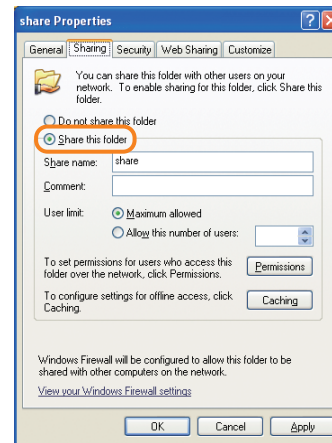 share Properties
General Sharing Security Web Sharing Customize
You can share this folder with other users on your
network. To enable sharing for this folder, click Share this
folder.
Do not share this folder
Share this folder
Share name: share
Comment:
User limit: Maximum allowed
Allow this number of users:
To set permissions for users who access this
folder over the network, click Permissions.
Permissions
To configure settings for offline access, click
Caching.
Caching
Windows Firewall will be configured to allow this folder to be
shared with other computers on the network.
View your Windows Firewall settings
OK Cancel Apply